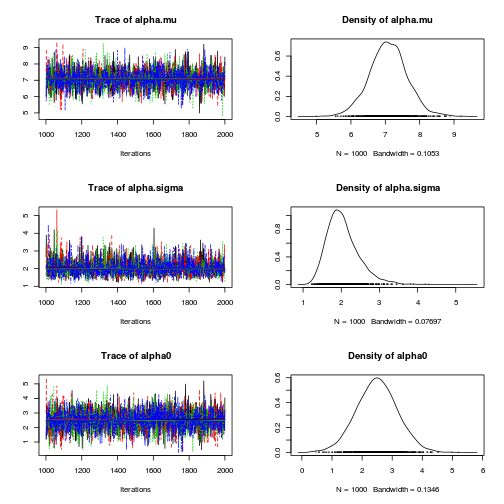 Trace of alpha.mu
5 6 7 8 9
1000 1200 1400 1600 1800 2000
Iterations
Density of alpha.mu
0.0 0.2 0.4 0.6
5 6 7 8 9
N = 1000 Bandwidth = 0.1053
Trace of alpha.sigma
1 2 3 4 5
1000 1200 1400 1600 1800 2000
Iterations
Density of alpha.sigma
0.0 0.4 0.8
1 2 3 4 5
N = 1000 Bandwidth = 0.07697
Trace of alpha0
1 2 3 4 5
1000 1200 1400 1600 1800 2000
Iterations
Density of alpha0
0.0 0.2 0.4 0.6
0 1 2 3 4 5 6
N = 1000 Bandwidth = 0.1346